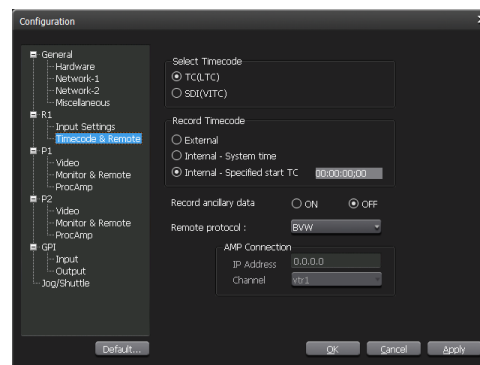 Configuration
General
Hardware
Network-1
Network-2
Miscellaneous
R1
Input Settings
Timecode & Remote
P1
Video
Monitor & Remote
ProcAmp
P2
Video
Monitor & Remote
ProcAmp
GPI
Input
Output
Jog/Shuttle
Select Timecode
TC(LTC)
SDI(VITC)
Record Timecode
External
Internal - System time
Internal - Specified start TC 00:00:00;00
Record ancillary data ON OFF
Remote protocol : BVW
AMP Connection
IP Address 0.0.0.0
Channel vtr1
Default... OK Cancel Apply